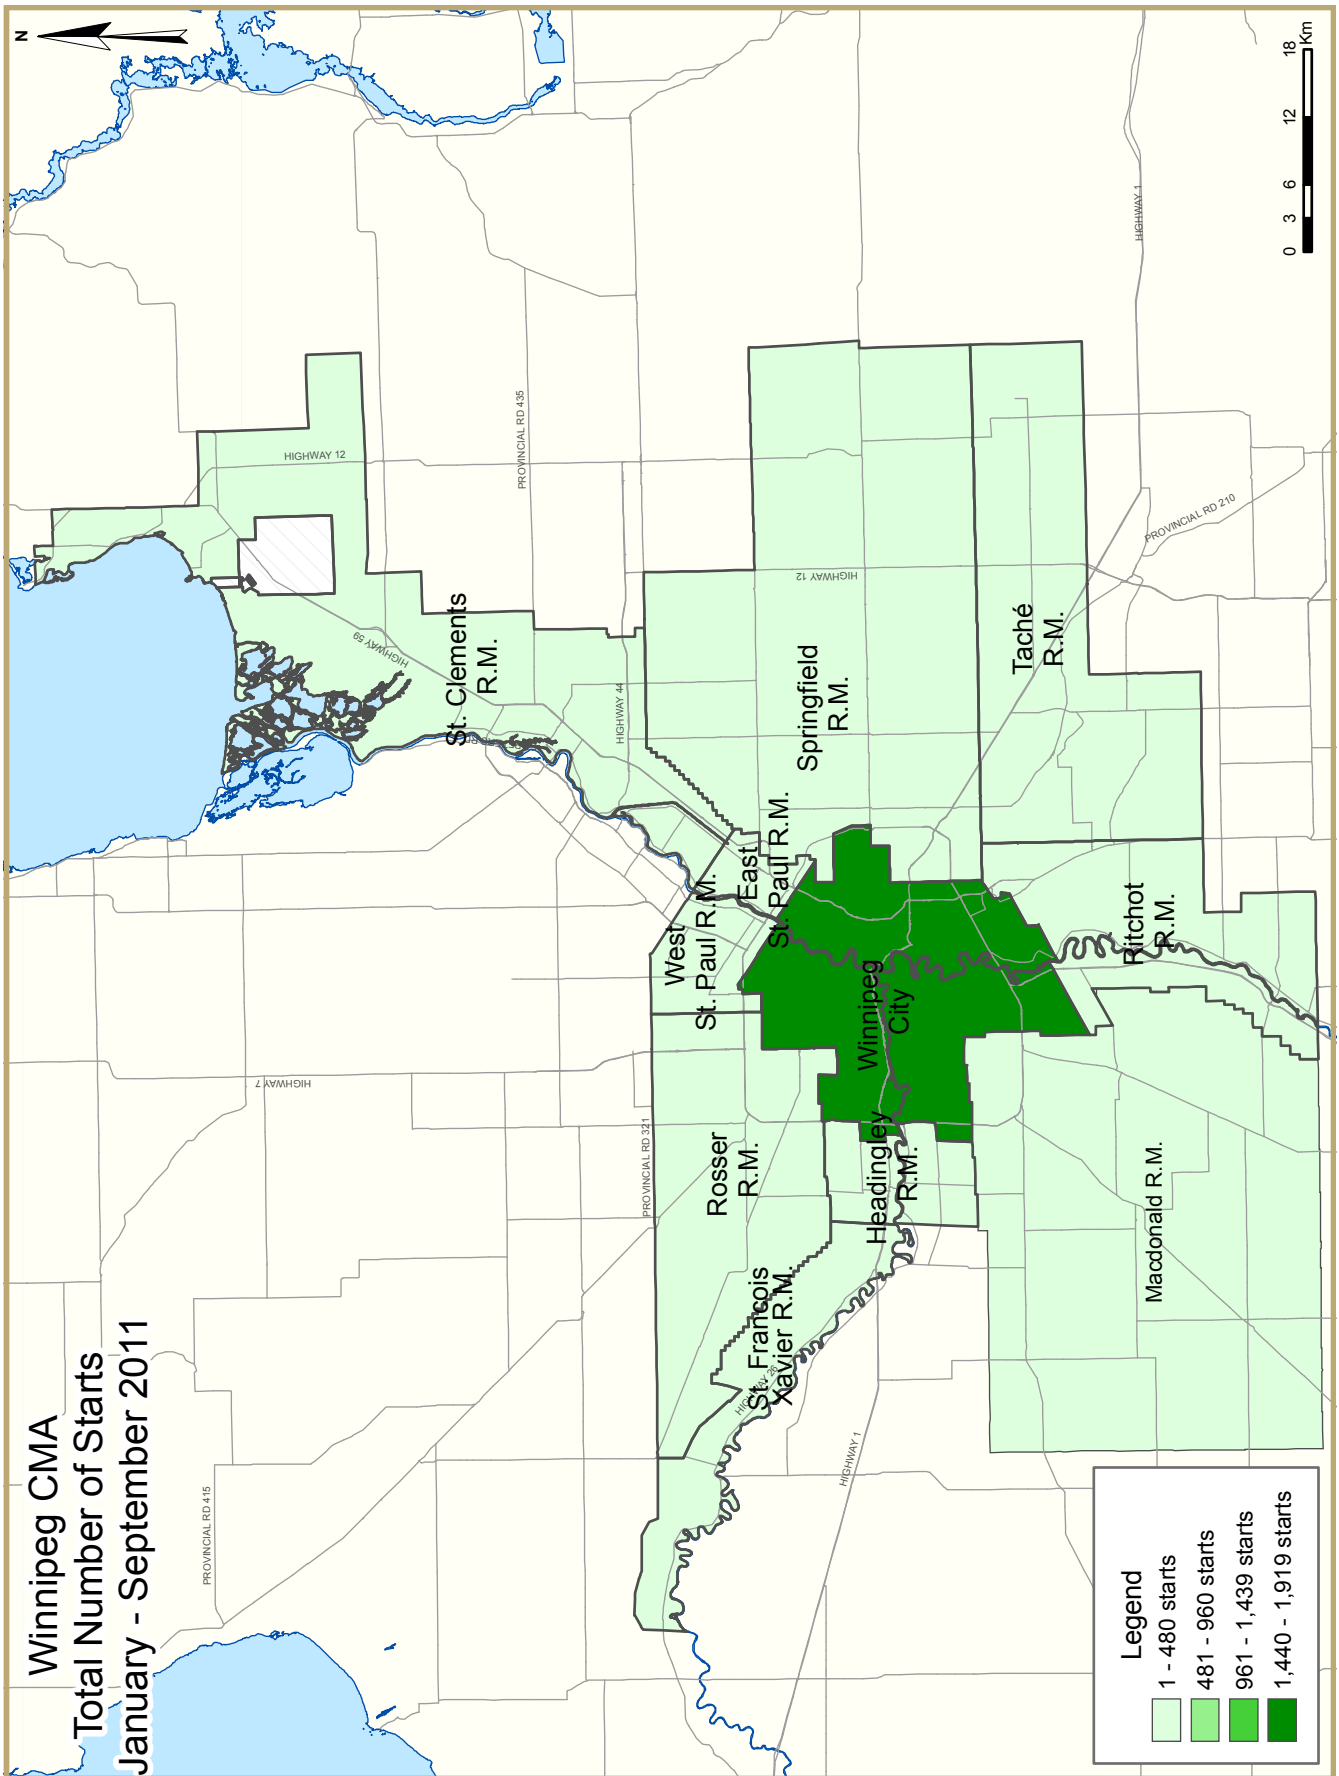 Winnipeg CMA
Total Number of Starts
January - September 2011
N
PROVINCIAL RD 415
HIGHWAY 7
PROVINCIAL RD 321
HIGHWAY 12
PROVINCIAL RD 435
HIGHWAY 59
St. Clements
R.M.
HIGHWAY 44
West
St. Paul R.M.
East
St. Paul R.M.
Rosser
R.M.
St. Francois
Xavier R.M.
HIGHWAY 26
Headingley
R.M.
Winnipeg
City
Springfield
R.M.
HIGHWAY 12
Taché
R.M.
Ritchot
R.M.
Macdonald R.M.
HIGHWAY 1
HIGHWAY 1
PROVINCIAL RD 210
Legend
1 - 480 starts
481 - 960 starts
961 - 1,439 starts
1,440 - 1,919 starts
0 3 6 12 18
Km